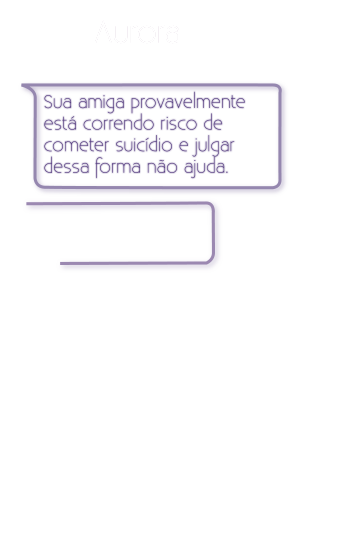 Aurora
Sua amiga provavelmente
está correndo risco de
cometer suicídio e julgar
dessa forma não ajuda.